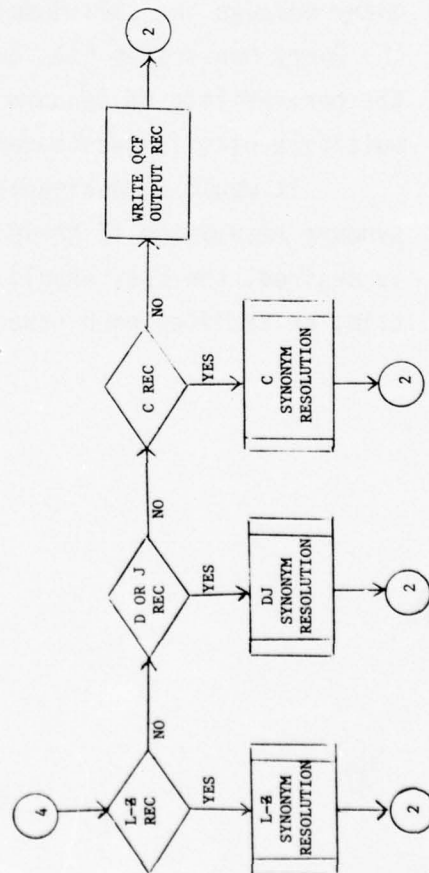 4
L-Z
REC
NO
YES
L-Z
SYNONYM
RESOLUTION
2
D OR J
REC
NO
YES
DJ
SYNONYM
RESOLUTION
2
C REC
NO
YES
C
SYNONYM
RESOLUTION
2
WRITE QCF
OUTPUT REC
2